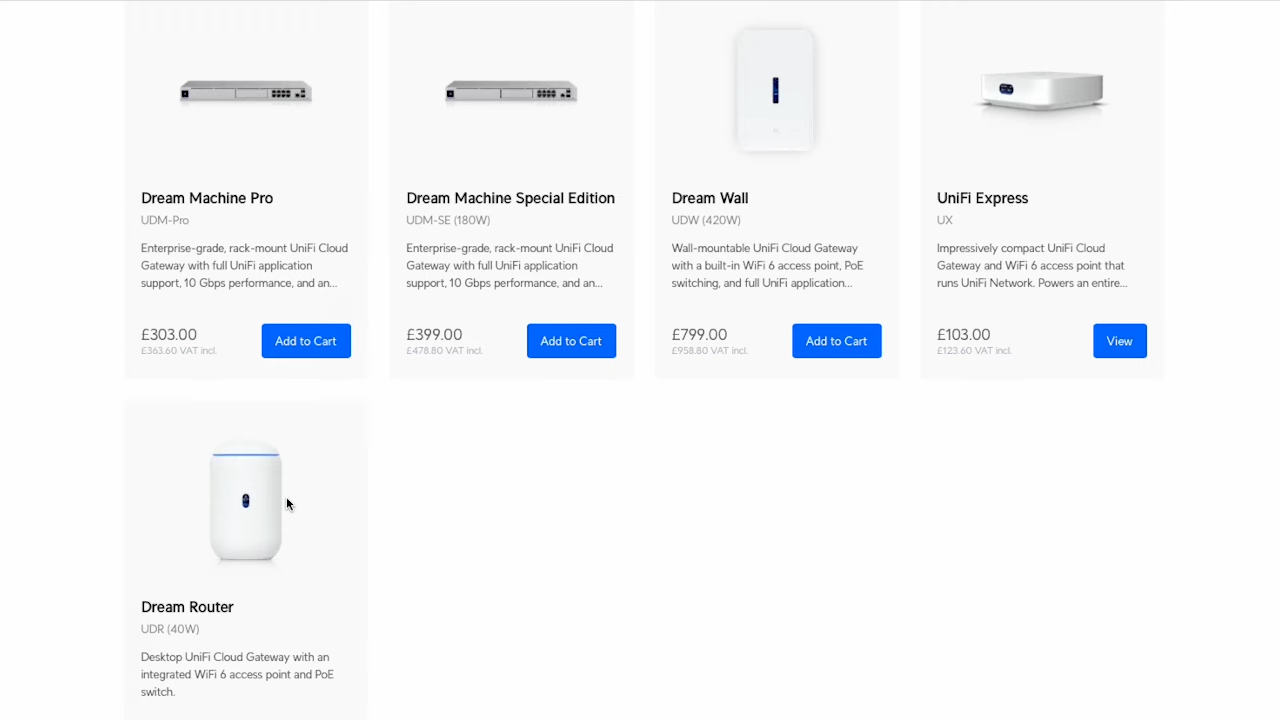 Dream Machine Pro
UDM-Pro
Enterprise-grade, rack-mount UniFi Cloud
Gateway with full UniFi application
support, 10 Gbps performance, and an...
£303.00
£363.60 VAT incl.
Add to Cart
Dream Machine Special Edition
UDM-SE (180W)
Enterprise-grade, rack-mount UniFi Cloud
Gateway with full UniFi application
support, 10 Gbps performance, and an...
£399.00
£478.80 VAT incl.
Add to Cart
Dream Wall
UDW (420W)
Wall-mountable UniFi Cloud Gateway
with a built-in WiFi 6 access point, PoE
switching, and full UniFi application...
£799.00
£958.80 VAT incl.
Add to Cart
UniFi Express
UX
Impressively compact UniFi Cloud
Gateway and WiFi 6 access point that
runs UniFi Network. Powers an entire...
£103.00
£123.60 VAT incl.
View
Dream Router
UDR (40W)
Desktop UniFi Cloud Gateway with an
integrated WiFi 6 access point and PoE
switch.